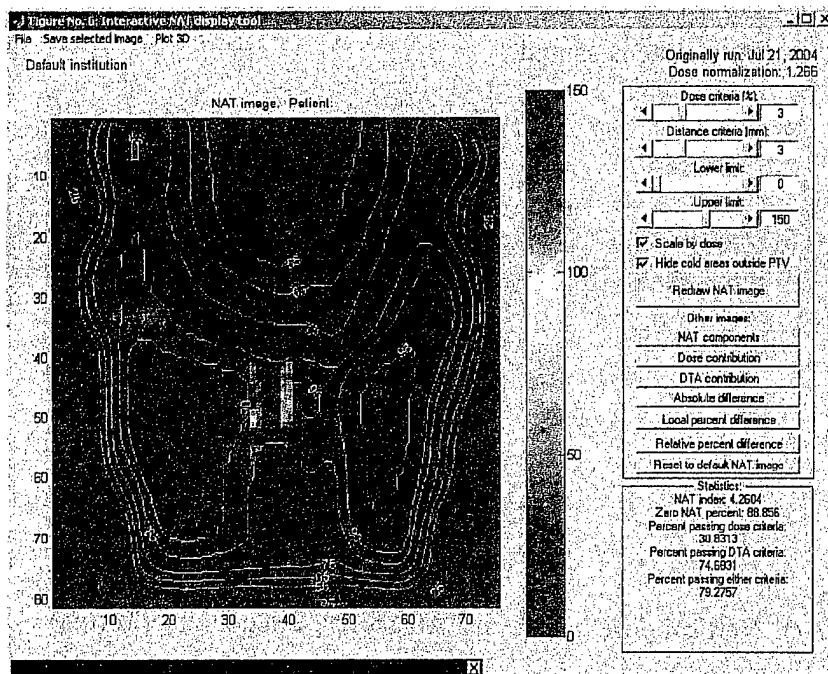 Figure No. 6: Interactive NAT display tool
File Save selected image Plot 3D
Default institution
Originally run: Jul 21, 2004
Dose normalization: 1.266
NAT image. Patient:
150
100
50
0
10
20
30
40
50
60
70
80
10
20
30
40
50
60
70
Dose criteria (%):
3
Distance criteria (mm):
3
Lower limit:
0
Upper limit:
150
Scale by dose
Hide cold areas outside PTV
Redraw NAT image
Other images:
NAT components
Dose contribution
DTA contribution
Absolute difference
Local percent difference
Relative percent difference
Reset to default NAT image
Statistics:
NAT index: 4.2604
Zero NAT percent: 88.856
Percent passing dose criteria:
30.8313
Percent passing DTA criteria:
74.6931
Percent passing either criteria:
79.2757